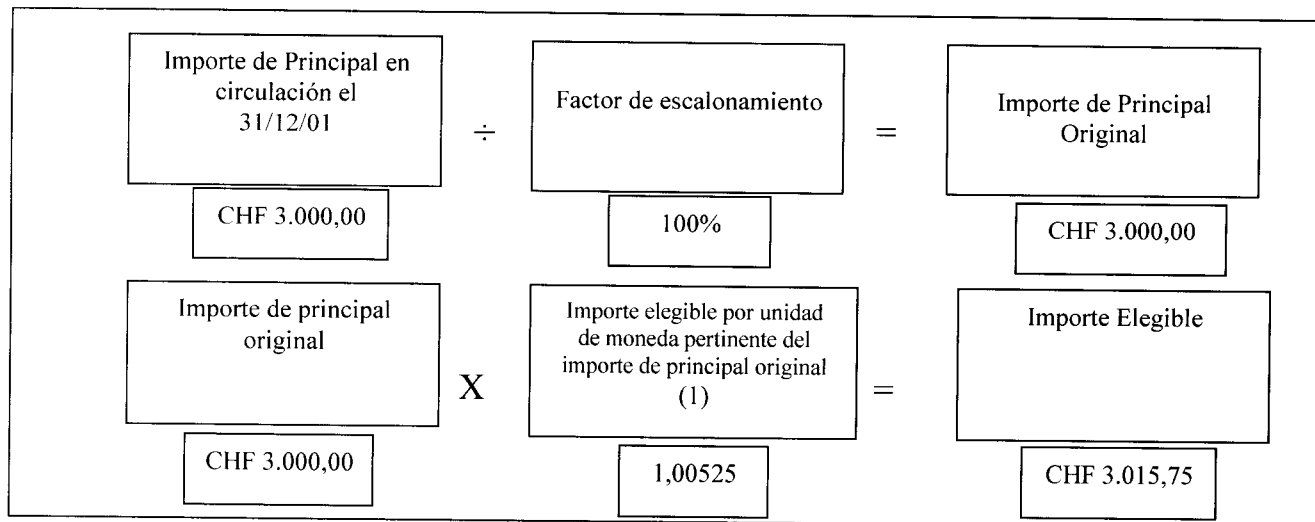 Importe de Principal en
circulación el
31/12/01
÷
Factor de escalonamiento
=
Importe de Principal
Original
CHF 3.000,00
100%
CHF 3.000,00
Importe de principal
original
X
Importe elegible por unidad
de moneda pertinente del
importe de principal original
(1)
=
Importe Elegible
CHF 3.000,00
1,00525
CHF 3.015,75